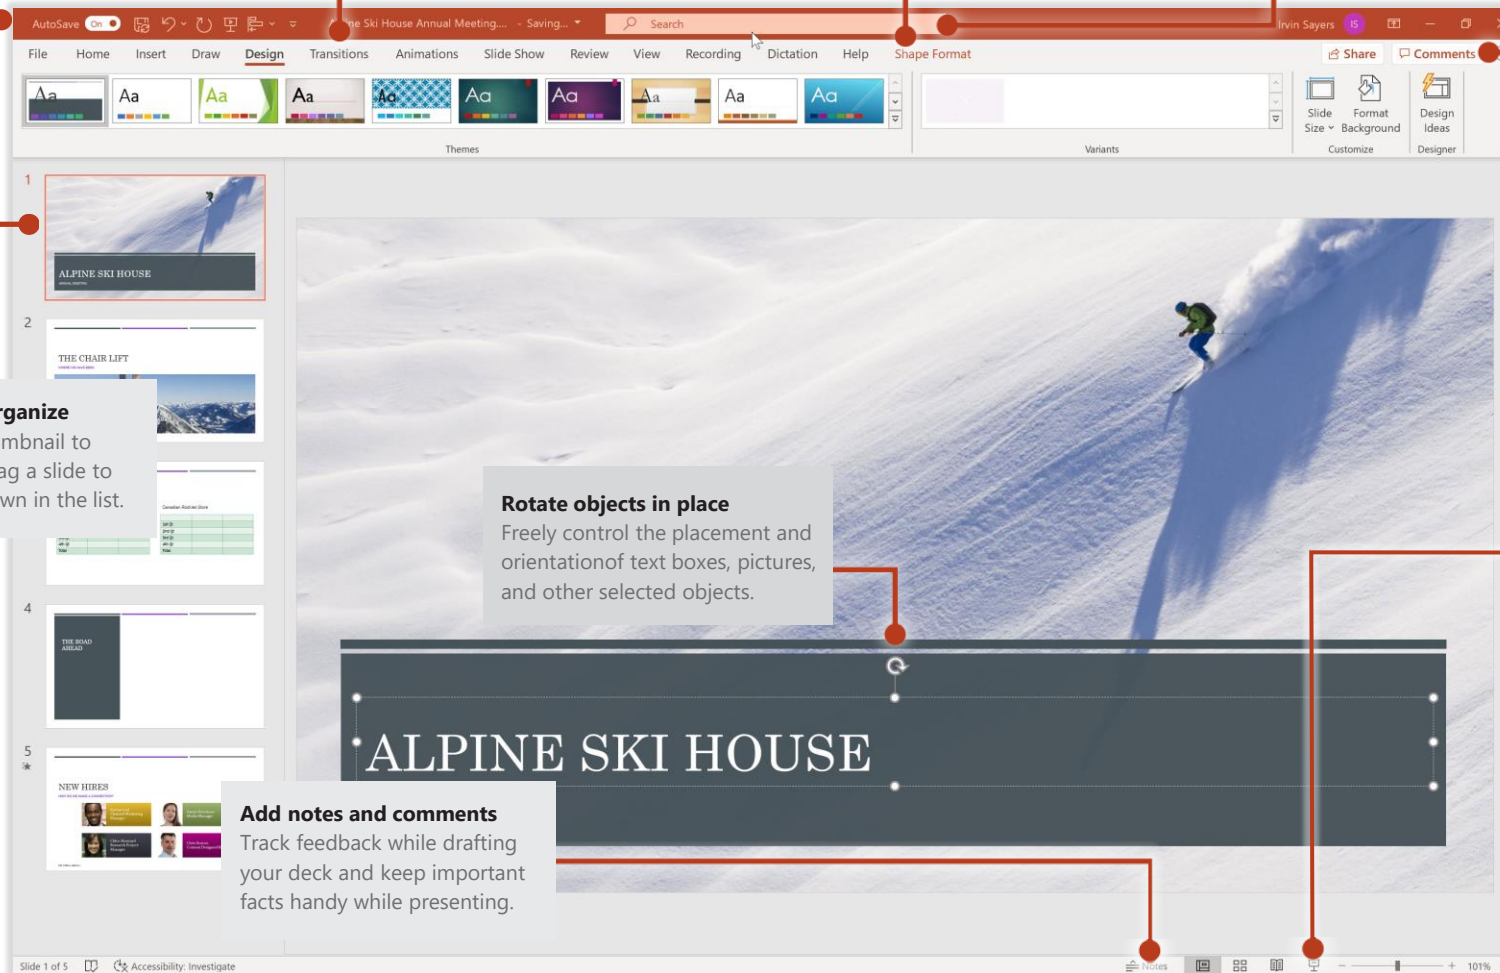 AutoSave On
ne Ski House Annual Meeting.... - Saving...
Search
Irvin Sayers IS
File Home Insert Draw Design Transitions Animations Slide Show Review View Recording Dictation Help Shape Format
Share Comments
Aa Aa Aa Aa Aa Aa Aa Aa Aa Aa
Slide Size
Format Background
Design Ideas
Themes
Variants
Customize
Designer
1
ALPINE SKI HOUSE
2
THE CHAIR LIFT
rganize
mbnail to
ag a slide to
wn in the list.
4
THE ROAD
AHEAD
5
NEW HIRES
Rotate objects in place
Freely control the placement and
orientationof text boxes, pictures,
and other selected objects.
ALPINE SKI HOUSE
Add notes and comments
Track feedback while drafting
your deck and keep important
facts handy while presenting.
Slide 1 of 5
Accessibility: Investigate
Notes
101%